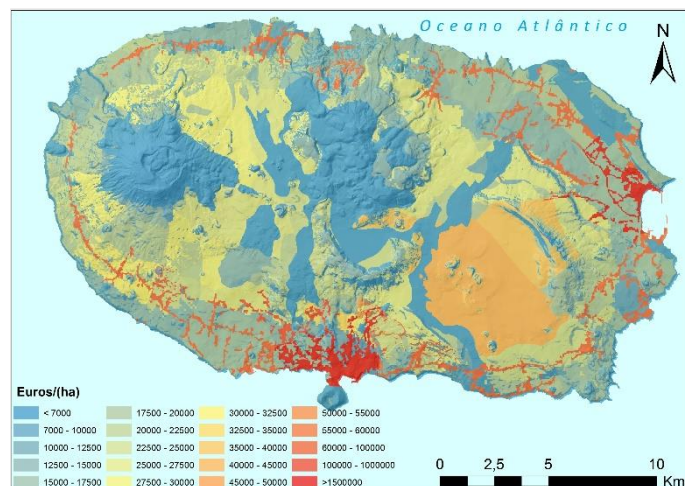 Oceano Atlântico
N
Euros/(ha)
< 7000
7000 - 10000
10000 - 12500
12500 - 15000
15000 - 17500
17500 - 20000
20000 - 22500
22500 - 25000
25000 - 27500
27500 - 30000
30000 - 32500
32500 - 35000
35000 - 40000
40000 - 45000
45000 - 50000
50000 - 55000
55000 - 60000
60000 - 100000
100000 - 1000000
>1500000
0 2,5 5 10
Km